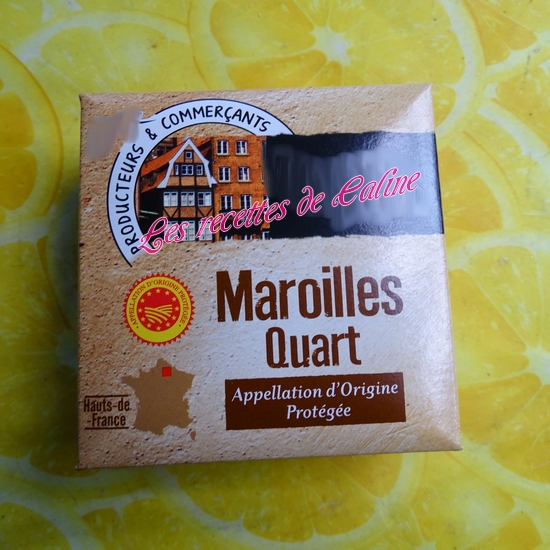 PRODUCTEURS & COMMERÇANTS
Les recettes de Caline
APPELLATION D'ORIGINE PROTÉGÉE
Maroilles
Quart
Appellation d'Origine
Protégée
Hauts-de
-France